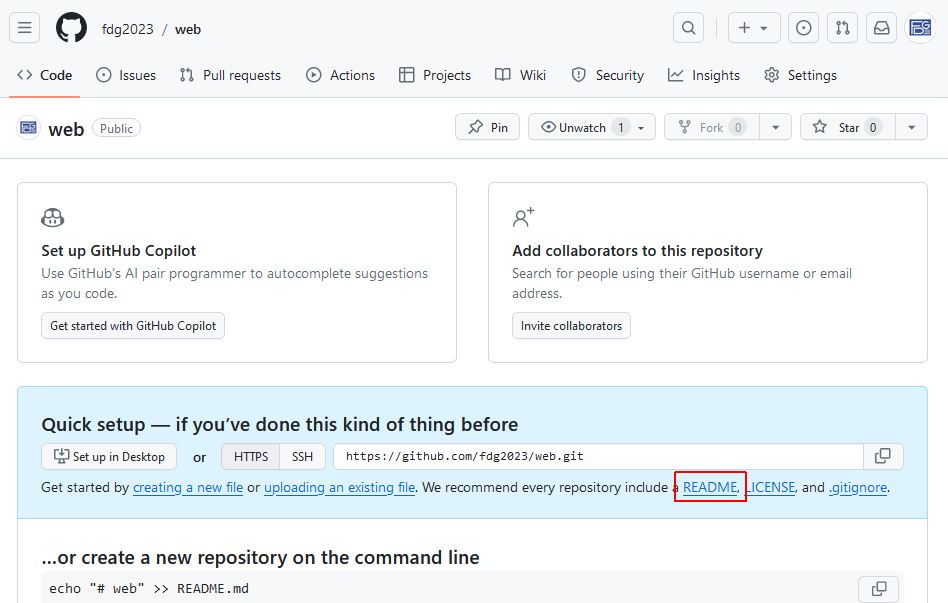 fdg2023 / web
Code Issues Pull requests Actions Projects Wiki Security Insights Settings
web Public Pin Unwatch 1 Fork 0 Star 0
Set up GitHub Copilot
Use GitHub's AI pair programmer to autocomplete suggestions
as you code.
Get started with GitHub Copilot
Add collaborators to this repository
Search for people using their GitHub username or email
address.
Invite collaborators
Quick setup — if you've done this kind of thing before
Set up in Desktop or HTTPS SSH https://github.com/fdg2023/web.git
Get started by creating a new file or uploading an existing file. We recommend every repository include a README, LICENSE, and .gitignore.
…or create a new repository on the command line
echo "# web" >> README.md